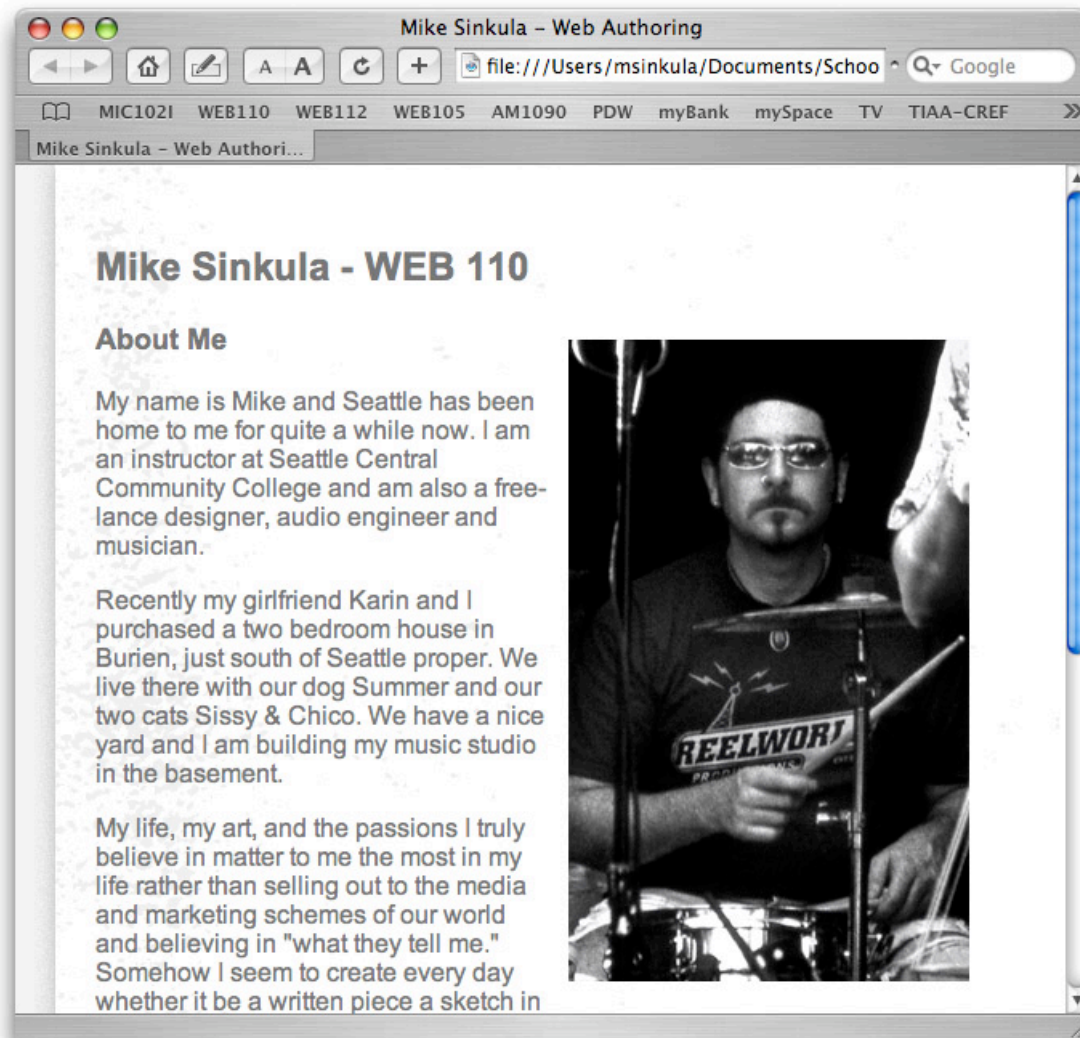 Mike Sinkula – Web Authoring
A A
file:///Users/msinkula/Documents/Schoo
Google
MIC102I WEB110 WEB112 WEB105 AM1090 PDW myBank mySpace TV TIAA-CREF
Mike Sinkula – Web Authori...
Mike Sinkula - WEB 110
About Me
My name is Mike and Seattle has been
home to me for quite a while now. I am
an instructor at Seattle Central
Community College and am also a free-
lance designer, audio engineer and
musician.
Recently my girlfriend Karin and I
purchased a two bedroom house in
Burien, just south of Seattle proper. We
live there with our dog Summer and our
two cats Sissy & Chico. We have a nice
yard and I am building my music studio
in the basement.
My life, my art, and the passions I truly
believe in matter to me the most in my
life rather than selling out to the media
and marketing schemes of our world
and believing in "what they tell me."
Somehow I seem to create every day
whether it be a written piece a sketch in
REELWORL